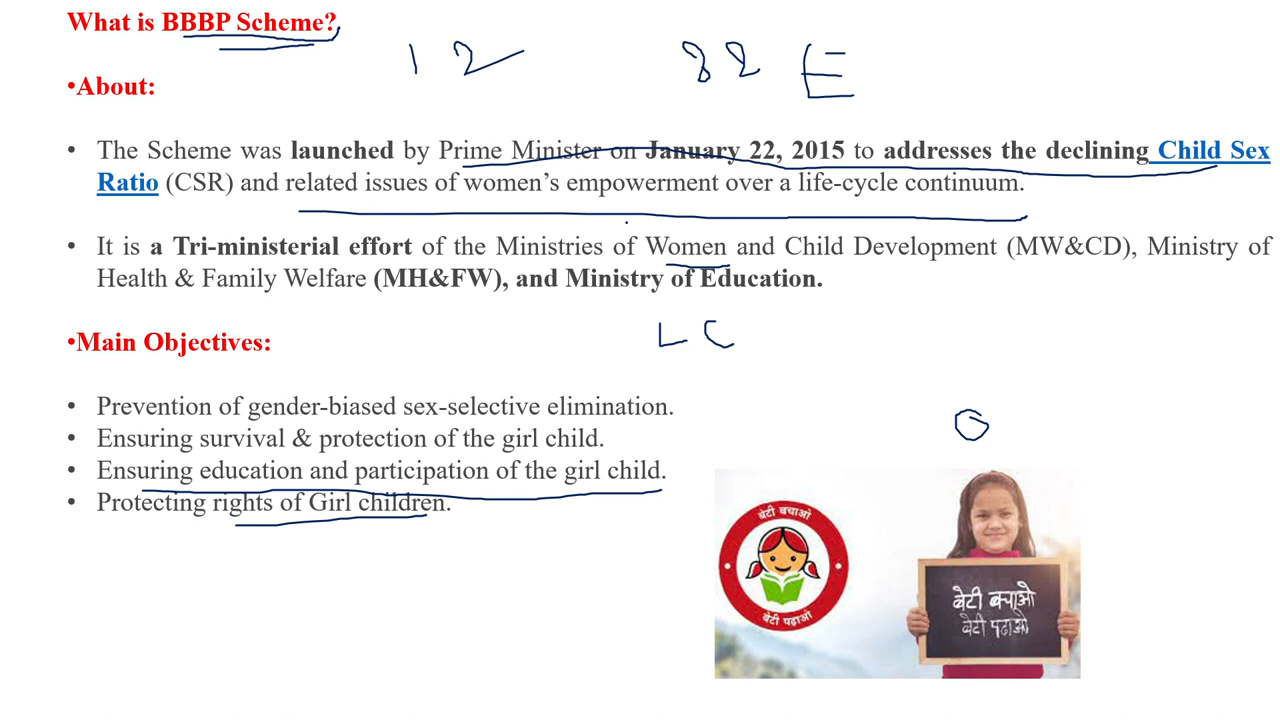 What is BBBP Scheme?
1 2 38 2 E
•About:
• The Scheme was launched by Prime Minister on January 22, 2015 to addresses the declining Child Sex
Ratio (CSR) and related issues of women’s empowerment over a life-cycle continuum.
• It is a Tri-ministerial effort of the Ministries of Women and Child Development (MW&CD), Ministry of
Health & Family Welfare (MH&FW), and Ministry of Education.
•Main Objectives:
L C
• Prevention of gender-biased sex-selective elimination.
• Ensuring survival & protection of the girl child.
• Ensuring education and participation of the girl child.
• Protecting rights of Girl children.
बेटी बचाओ
बेटी पढ़ाओ
बेटी बचाओ
बेटी पढ़ाओ